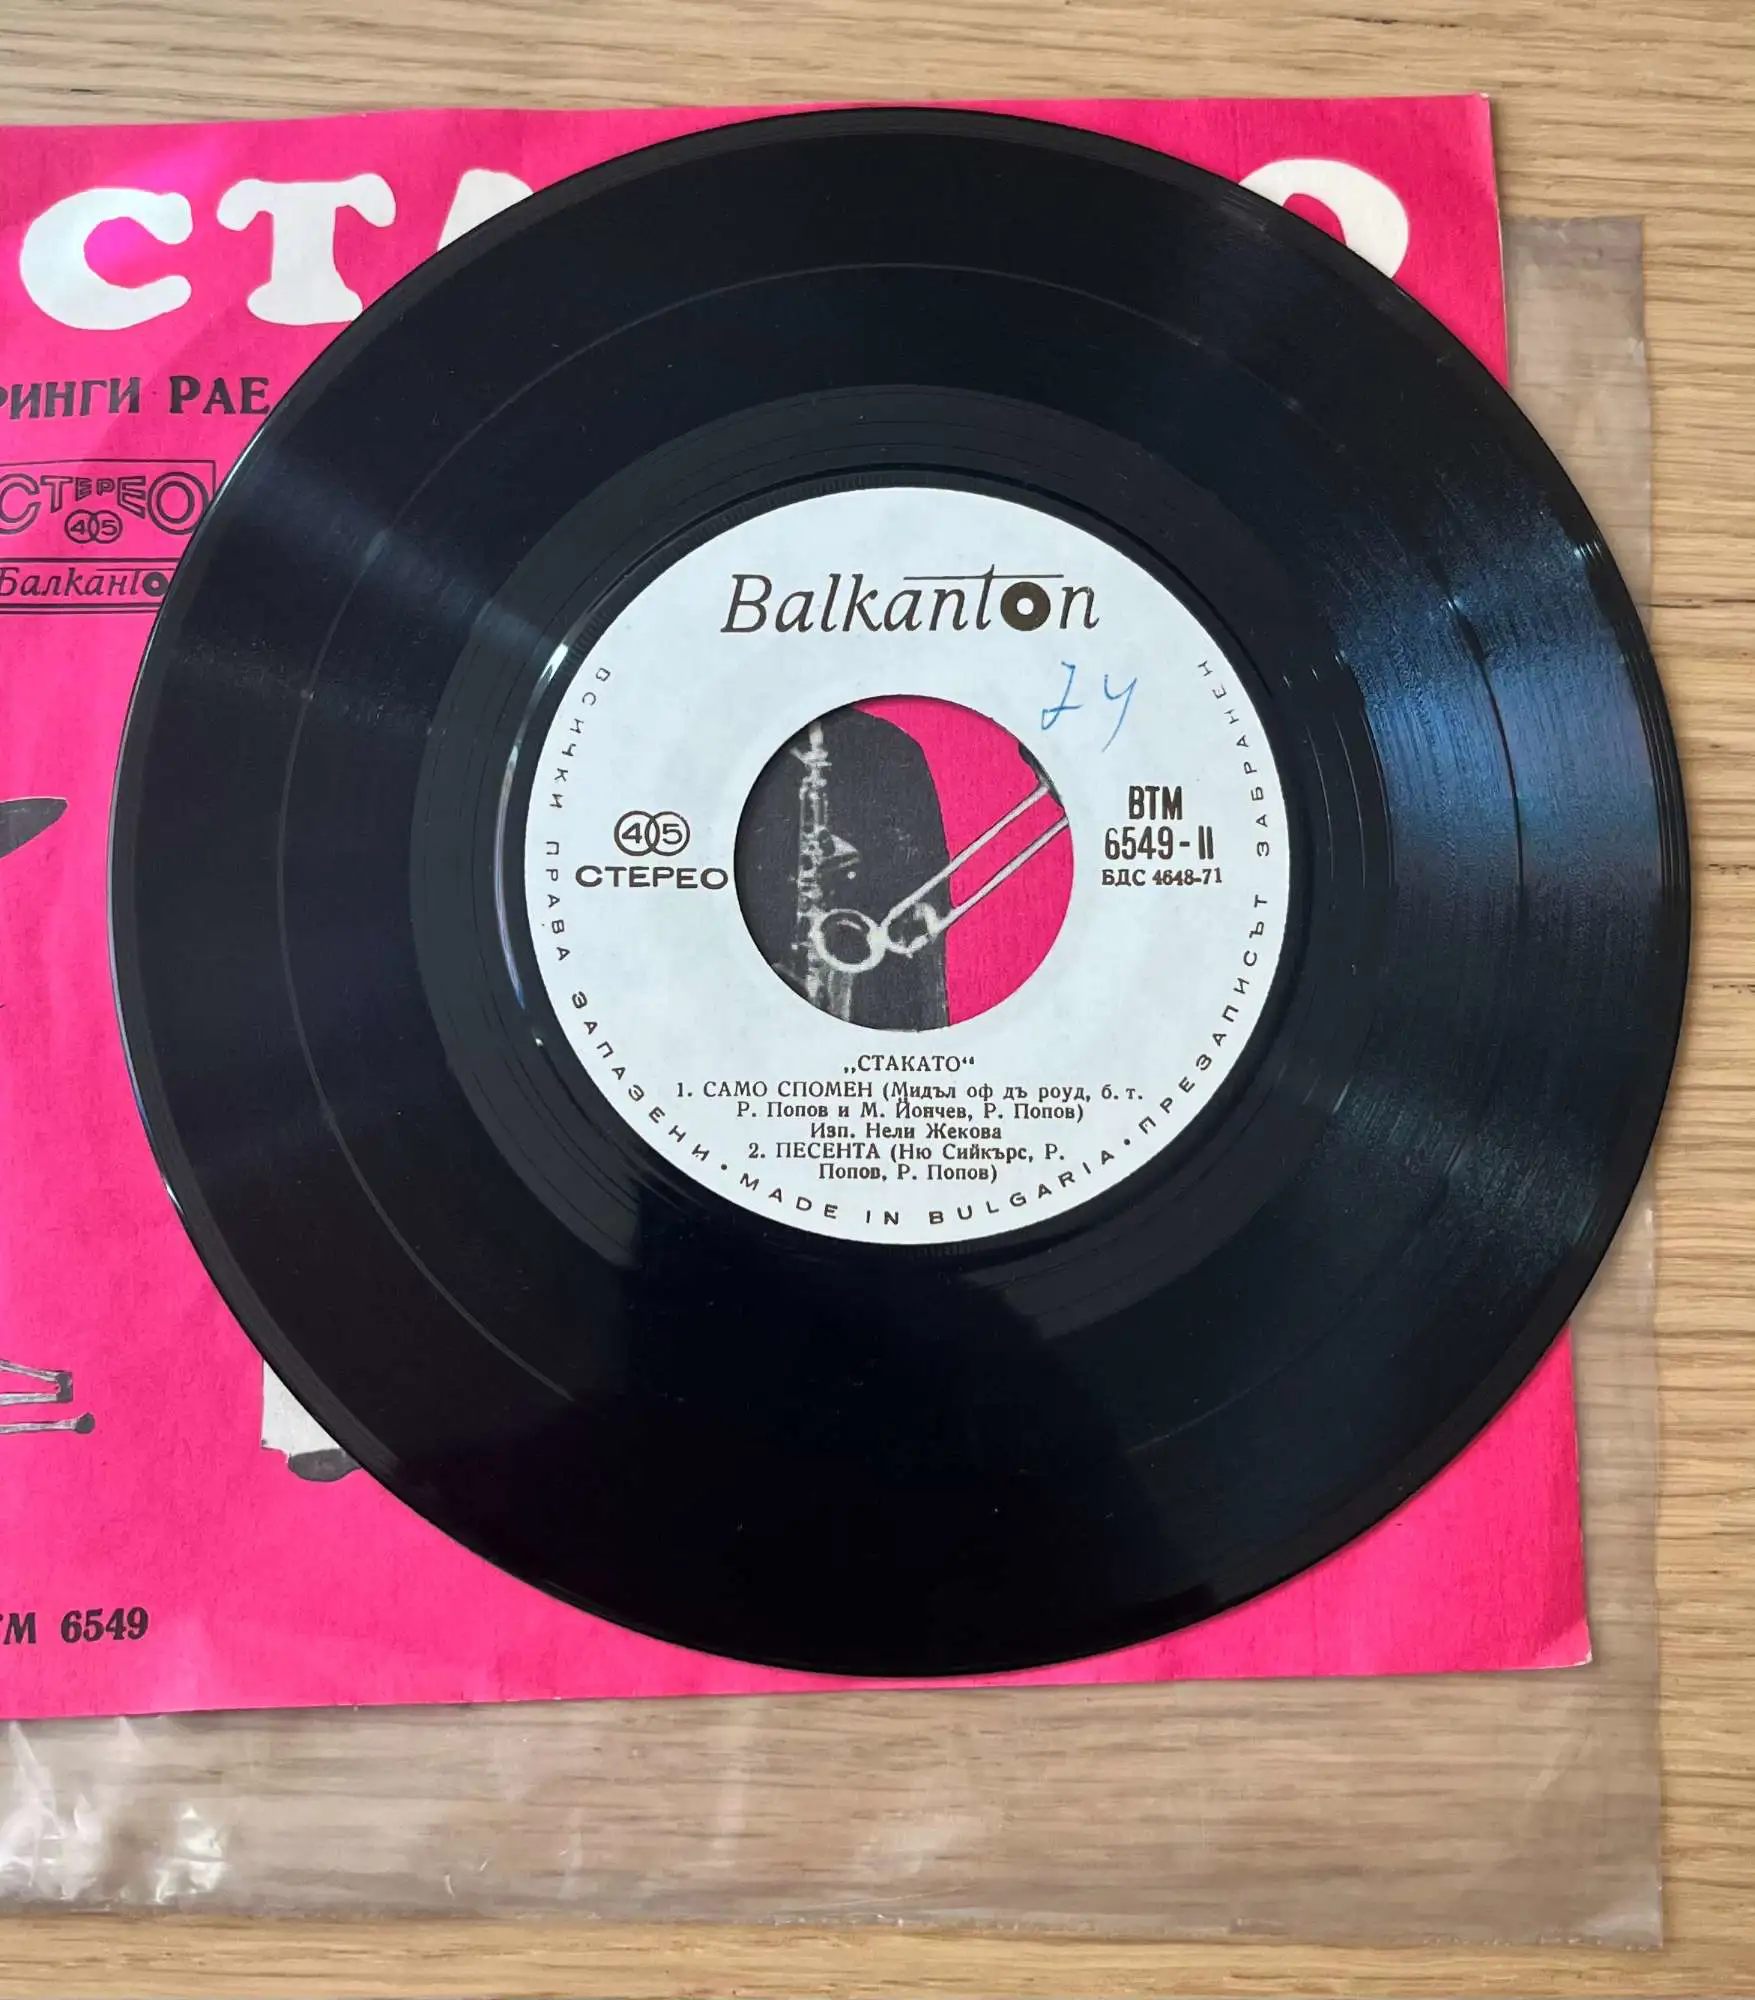 СТА О
РИНГИ РАЕ
СТЕРЕО
45
БалканТо
Balkanton
24
45
СТЕРЕО
ВТМ
6549-II
БДС 4648-71
„СТАКАТО“
1. САМО СПОМЕН (Мидъл оф дъ роуд, б. т.
Р. Попов и М. Йончев, Р. Попов)
Изп. Нели Жекова
2. ПЕСЕНТА (Ню Сийкърс, Р.
Попов, Р. Попов)
ВСИЧКИ ПРАВА ЗАПАЗЕНИ • MADE IN BULGARIA • ПРЕЗАПИСЪТ ЗАБРАНЕН
ТМ 6549